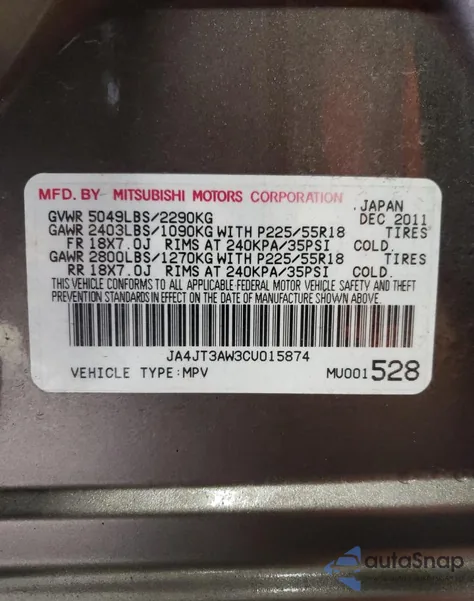 MFD. BY MITSUBISHI MOTORS CORPORATION
JAPAN
GVWR 5049LBS/2290KG DEC 2011
GAWR 2403LBS/1090KG WITH P225/55R18 TIRES
FR 18X7.0J RIMS AT 240KPA/35PSI COLD.
GAWR 2800LBS/1270KG WITH P225/55R18 TIRES
RR 18X7.0J RIMS AT 240KPA/35PSI COLD.
THIS VEHICLE CONFORMS TO ALL APPLICABLE FEDERAL MOTOR VEHICLE SAFETY AND THEFT
PREVENTION STANDARDS IN EFFECT ON THE DATE OF MANUFACTURE SHOWN ABOVE.
JA4JT3AW3CU015874
VEHICLE TYPE:MPV MU001528
autoSnap